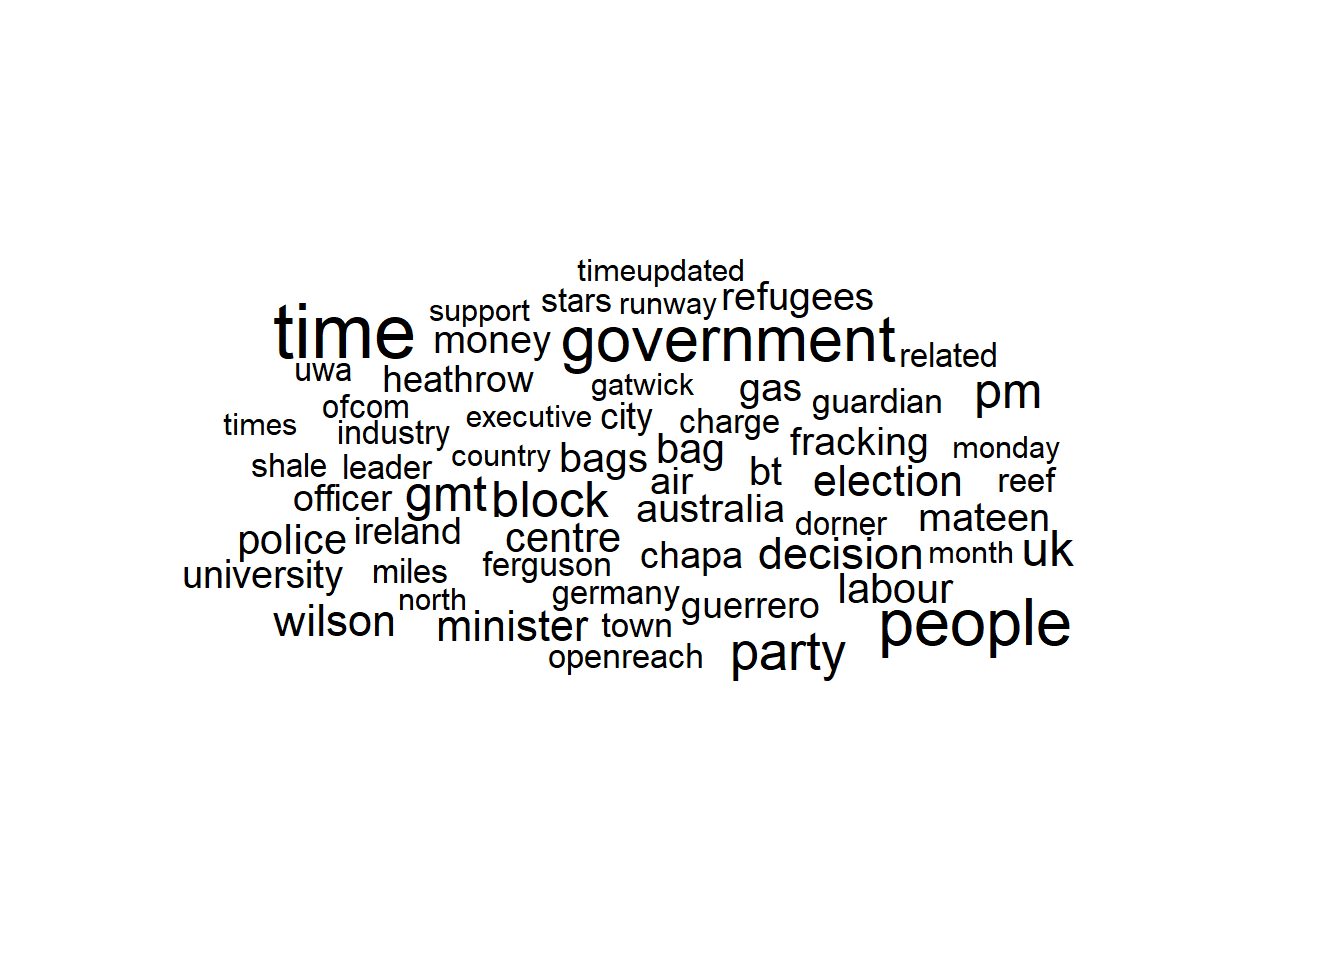 timeupdated
time support stars runway refugees
money government related
uwa heathrow gatwick gas guardian pm
times ofcom industry executive city charge
shale leader country bags bag fracking monday
officer gmt block air bt election reef
police ireland centre australia dorner mateen
university miles ferguson chapa decision month uk
north germany guerrero labour
wilson minister town people
openreach party